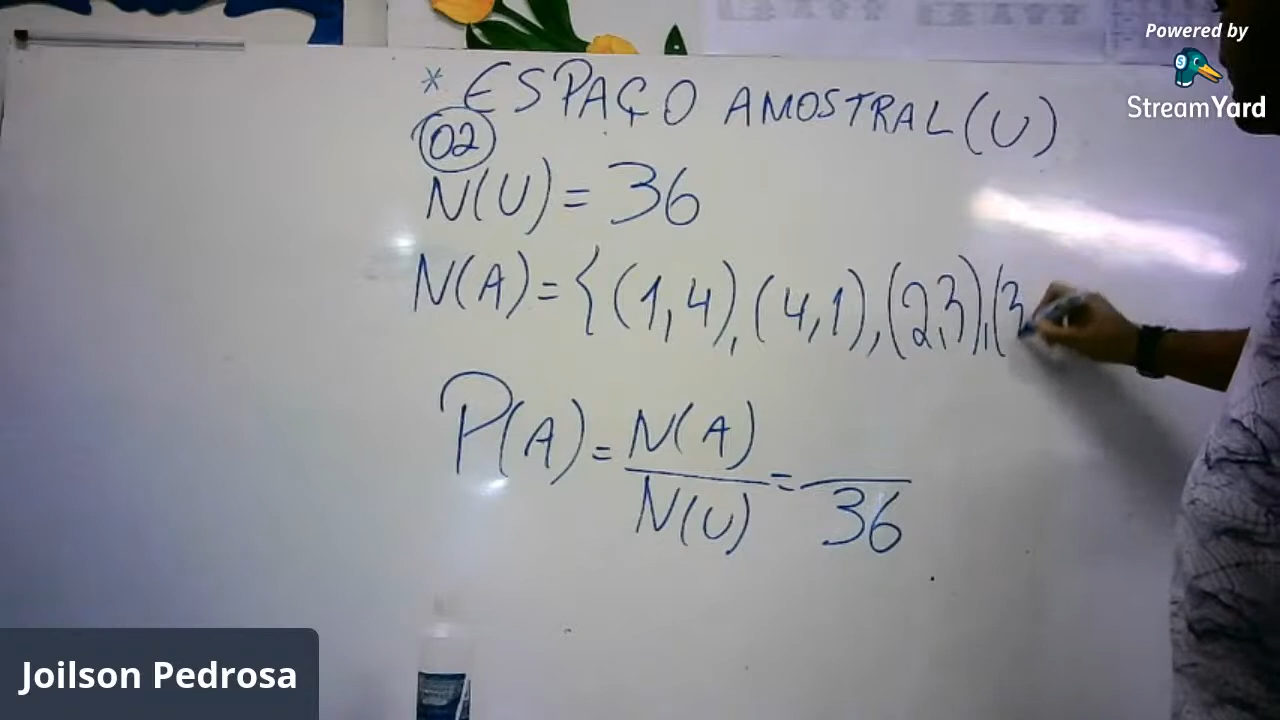 Powered by
StreamYard
* ESPAÇO AMOSTRAL (U)
02
N(U) = 36
N(A) = { (1,4), (4,1), (2,3), (3
P(A) = N(A) / N(U) = / 36
Joilson Pedrosa